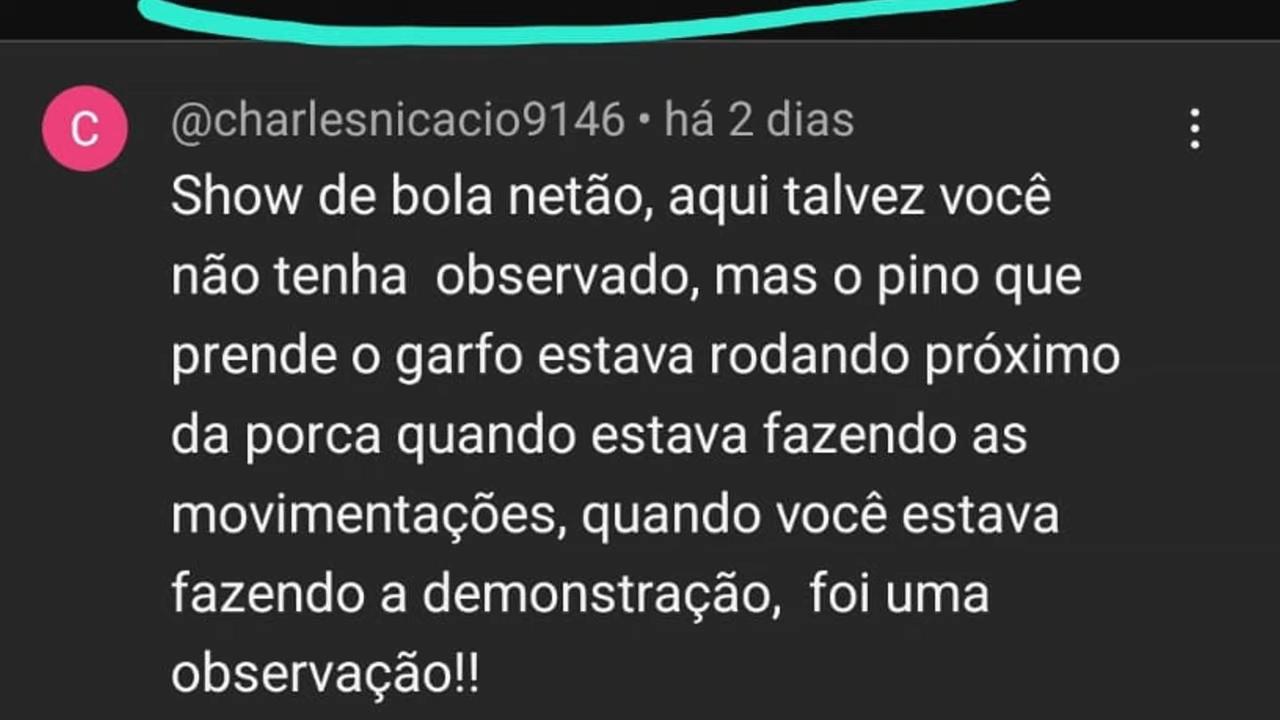 C
@charlesnicacio9146 • há 2 dias
Show de bola netão, aqui talvez você
não tenha  observado, mas o pino que
prende o garfo estava rodando próximo
da porca quando estava fazendo as
movimentações, quando você estava
fazendo a demonstração,  foi uma
observação!!